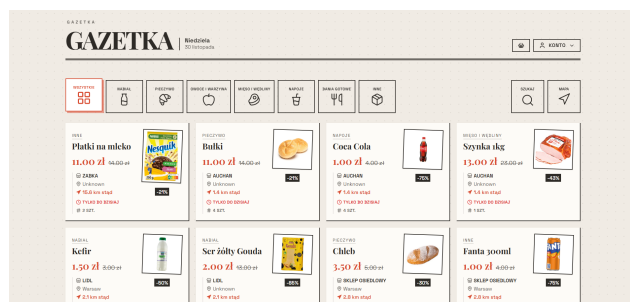 GAZETKA
GAZETKA
Niedziela
30 listopada
KONTO
WSZYSTKO
NABIAŁ
PIECZYWO
OWOCE I WARZYWA
MIĘSO I WĘDLINY
NAPOJE
DANIA GOTOWE
INNE
SZUKAJ
MAPA
INNE
Płatki na mleko
11.00 zł 14.00 zł
ŻABKA
Unknown
15.8 km stąd
TYLKO DO DZISIAJ
2 SZT.
Nesquik
-21%
PIECZYWO
Bułki
11.00 zł 14.00 zł
AUCHAN
Unknown
1.4 km stąd
TYLKO DO DZISIAJ
4 SZT.
-21%
NAPOJE
Coca Cola
1.00 zł 4.00 zł
AUCHAN
Unknown
1.4 km stąd
TYLKO DO DZISIAJ
4 SZT.
-75%
MIĘSO I WĘDLINY
Szynka 1kg
13.00 zł 23.00 zł
AUCHAN
Unknown
1.4 km stąd
TYLKO DO DZISIAJ
1 SZT.
-43%
NABIAŁ
Kefir
1.50 zł 3.00 zł
LIDL
Warsaw
2.1 km stąd
-50%
NABIAŁ
Ser żółty Gouda
2.00 zł 13.00 zł
LIDL
Unknown
2.1 km stąd
-85%
PIECZYWO
Chleb
3.50 zł 5.00 zł
SKLEP OSIEDLOWY
Warsaw
2.8 km stąd
-30%
INNE
Fanta 300ml
1.00 zł 4.00 zł
SKLEP OSIEDLOWY
Warsaw
2.8 km stąd
-75%